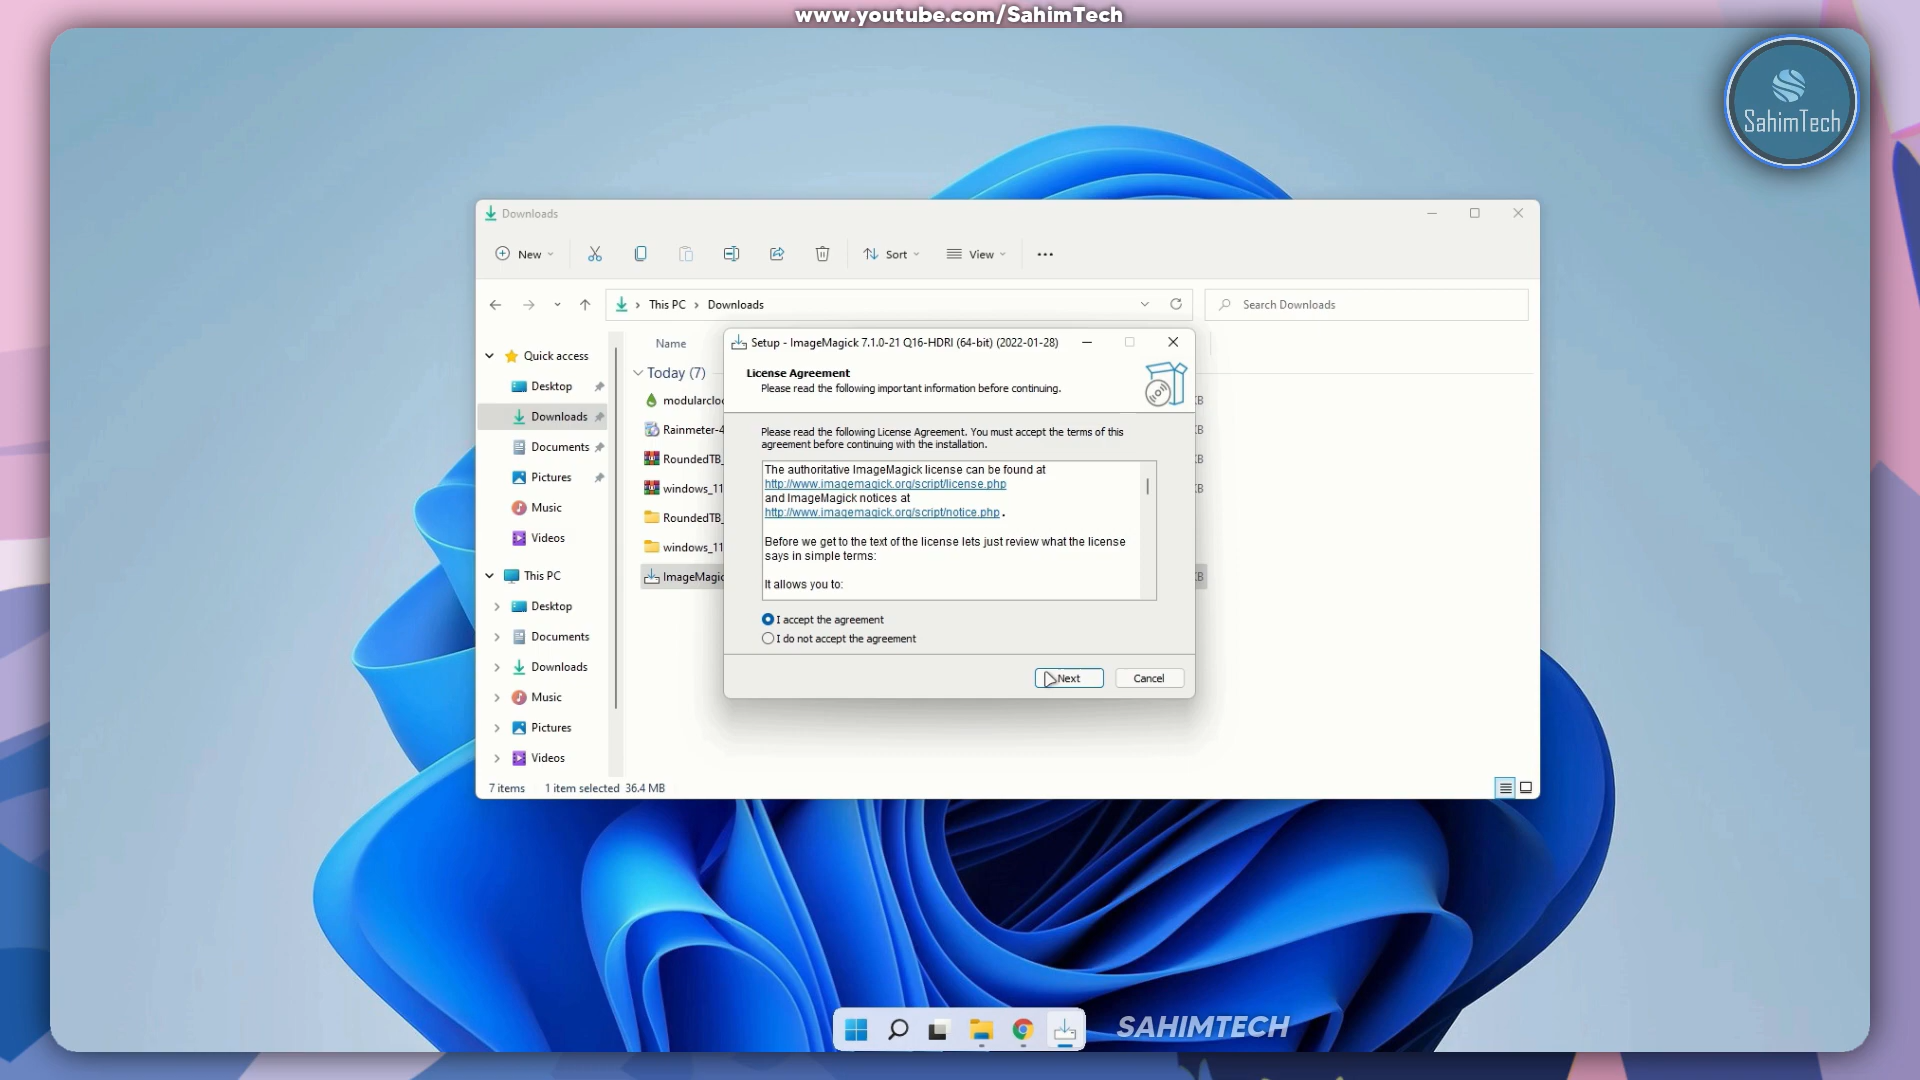 www.youtube.com/SahimTech
SahimTech
Downloads
New
Sort
View
This PC
Downloads
Search Downloads
Name
Quick access
Desktop
Downloads
Documents
Pictures
Music
Videos
This PC
Desktop
Documents
Downloads
Music
Pictures
Videos
Today (7)
modularcloc
Rainmeter-4
RoundedTB_
windows_11
RoundedTB_
windows_11
ImageMagic
KB
KB
KB
KB
KB
Setup - ImageMagick 7.1.0-21 Q16-HDRI (64-bit) (2022-01-28)
License Agreement
Please read the following important information before continuing.
Please read the following License Agreement. You must accept the terms of this
agreement before continuing with the installation.
The authoritative ImageMagick license can be found at
http://www.imagemagick.org/script/license.php
and ImageMagick notices at
http://www.imagemagick.org/script/notice.php .
Before we get to the text of the license lets just review what the license
says in simple terms:
It allows you to:
I accept the agreement
I do not accept the agreement
Next
Cancel
7 items
1 item selected 36.4 MB
SAHIMTECH